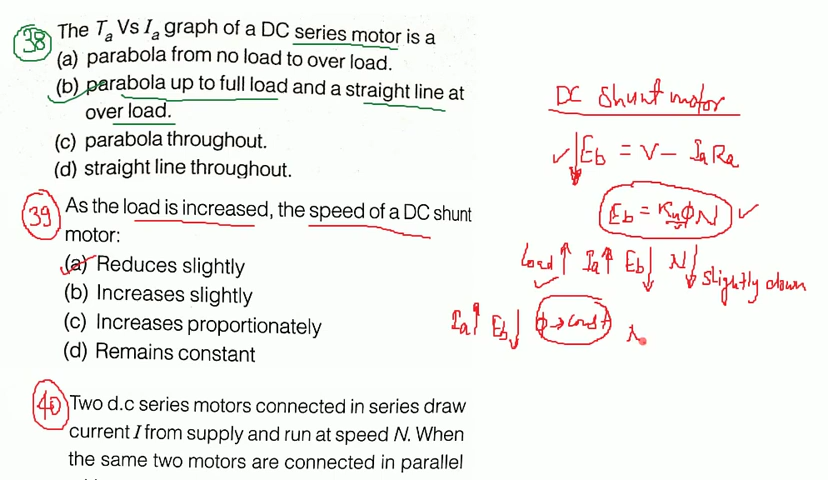 38 The Tₐ Vs Iₐ graph of a DC series motor is a
(a) parabola from no load to over load.
(b) parabola up to full load and a straight line at
over load.
(c) parabola throughout.
(d) straight line throughout.
39 As the load is increased, the speed of a DC shunt
motor:
(a) Reduces slightly
(b) Increases slightly
(c) Increases proportionately
(d) Remains constant
40 Two d.c series motors connected in series draw
current I from supply and run at speed N. When
the same two motors are connected in parallel
DC Shunt motor
↓ Eb = V - IaRa
Eb = Kn φ N
Load ↑ Ia ↑ Eb ↓ N ↓ slightly down
Ia ↑ Eb ↓ φ → const